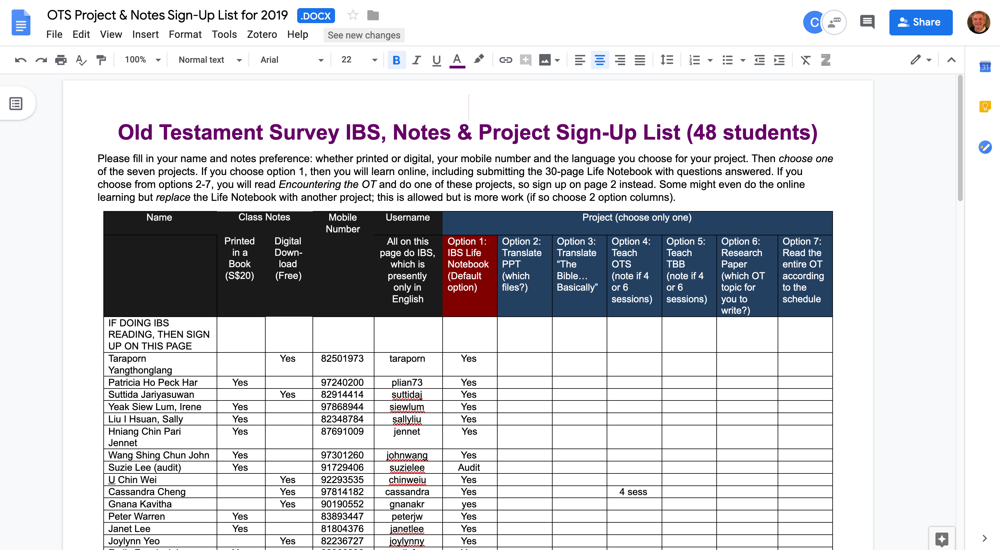 OTS Project & Notes Sign-Up List for 2019 .DOCX
File Edit View Insert Format Tools Zotero Help See new changes
C
Share
100% Normal text Arial 22 B I U A
31
Old Testament Survey IBS, Notes & Project Sign-Up List (48 students)
Please fill in your name and notes preference: whether printed or digital, your mobile number and the language you choose for your project. Then choose one
of the seven projects. If you choose option 1, then you will learn online, including submitting the 30-page Life Notebook with questions answered. If you
choose from options 2-7, you will read Encountering the OT and do one of these projects, so sign up on page 2 instead. Some might even do the online
learning but replace the Life Notebook with another project; this is allowed but is more work (if so choose 2 option columns).
Name Class Notes Mobile Number Username Project (choose only one)
Printed in a Book (S$20)
Digital Down-load (Free)
All on this page do IBS, which is presently only in English
Option 1: IBS Life Notebook (Default option)
Option 2: Translate PPT (which files?)
Option 3: Translate “The Bible… Basically”
Option 4: Teach OTS (note if 4 or 6 sessions)
Option 5: Teach TBB (note if 4 or 6 sessions)
Option 6: Research Paper (which OT topic for you to write?)
Option 7: Read the entire OT according to the schedule
IF DOING IBS
READING, THEN SIGN
UP ON THIS PAGE
Taraporn Yangthonglang Yes 82501973 taraporn Yes
Patricia Ho Peck Har Yes 97240200 plian73 Yes
Suttida Jariyasuwan Yes 82914414 suttidaj Yes
Yeak Siew Lum, Irene Yes 97868944 siewlum Yes
Liu I Hsuan, Sally Yes 82348784 sallyliu Yes
Hniang Chin Pari Jennet Yes 87691009 jennet Yes
Wang Shing Chun John Yes 97301260 johnwang Yes
Suzie Lee (audit) Yes 91729406 suzielee Audit
U Chin Wei Yes 92293535 chinweiu Yes
Cassandra Cheng Yes 97814182 cassandra Yes 4 sess
Gnana Kavitha Yes 90190552 gnanakr yes
Peter Warren Yes 83893447 peterjw Yes
Janet Lee Yes 81804376 janetlee Yes
Joylynn Yeo Yes 82236727 joylynny Yes